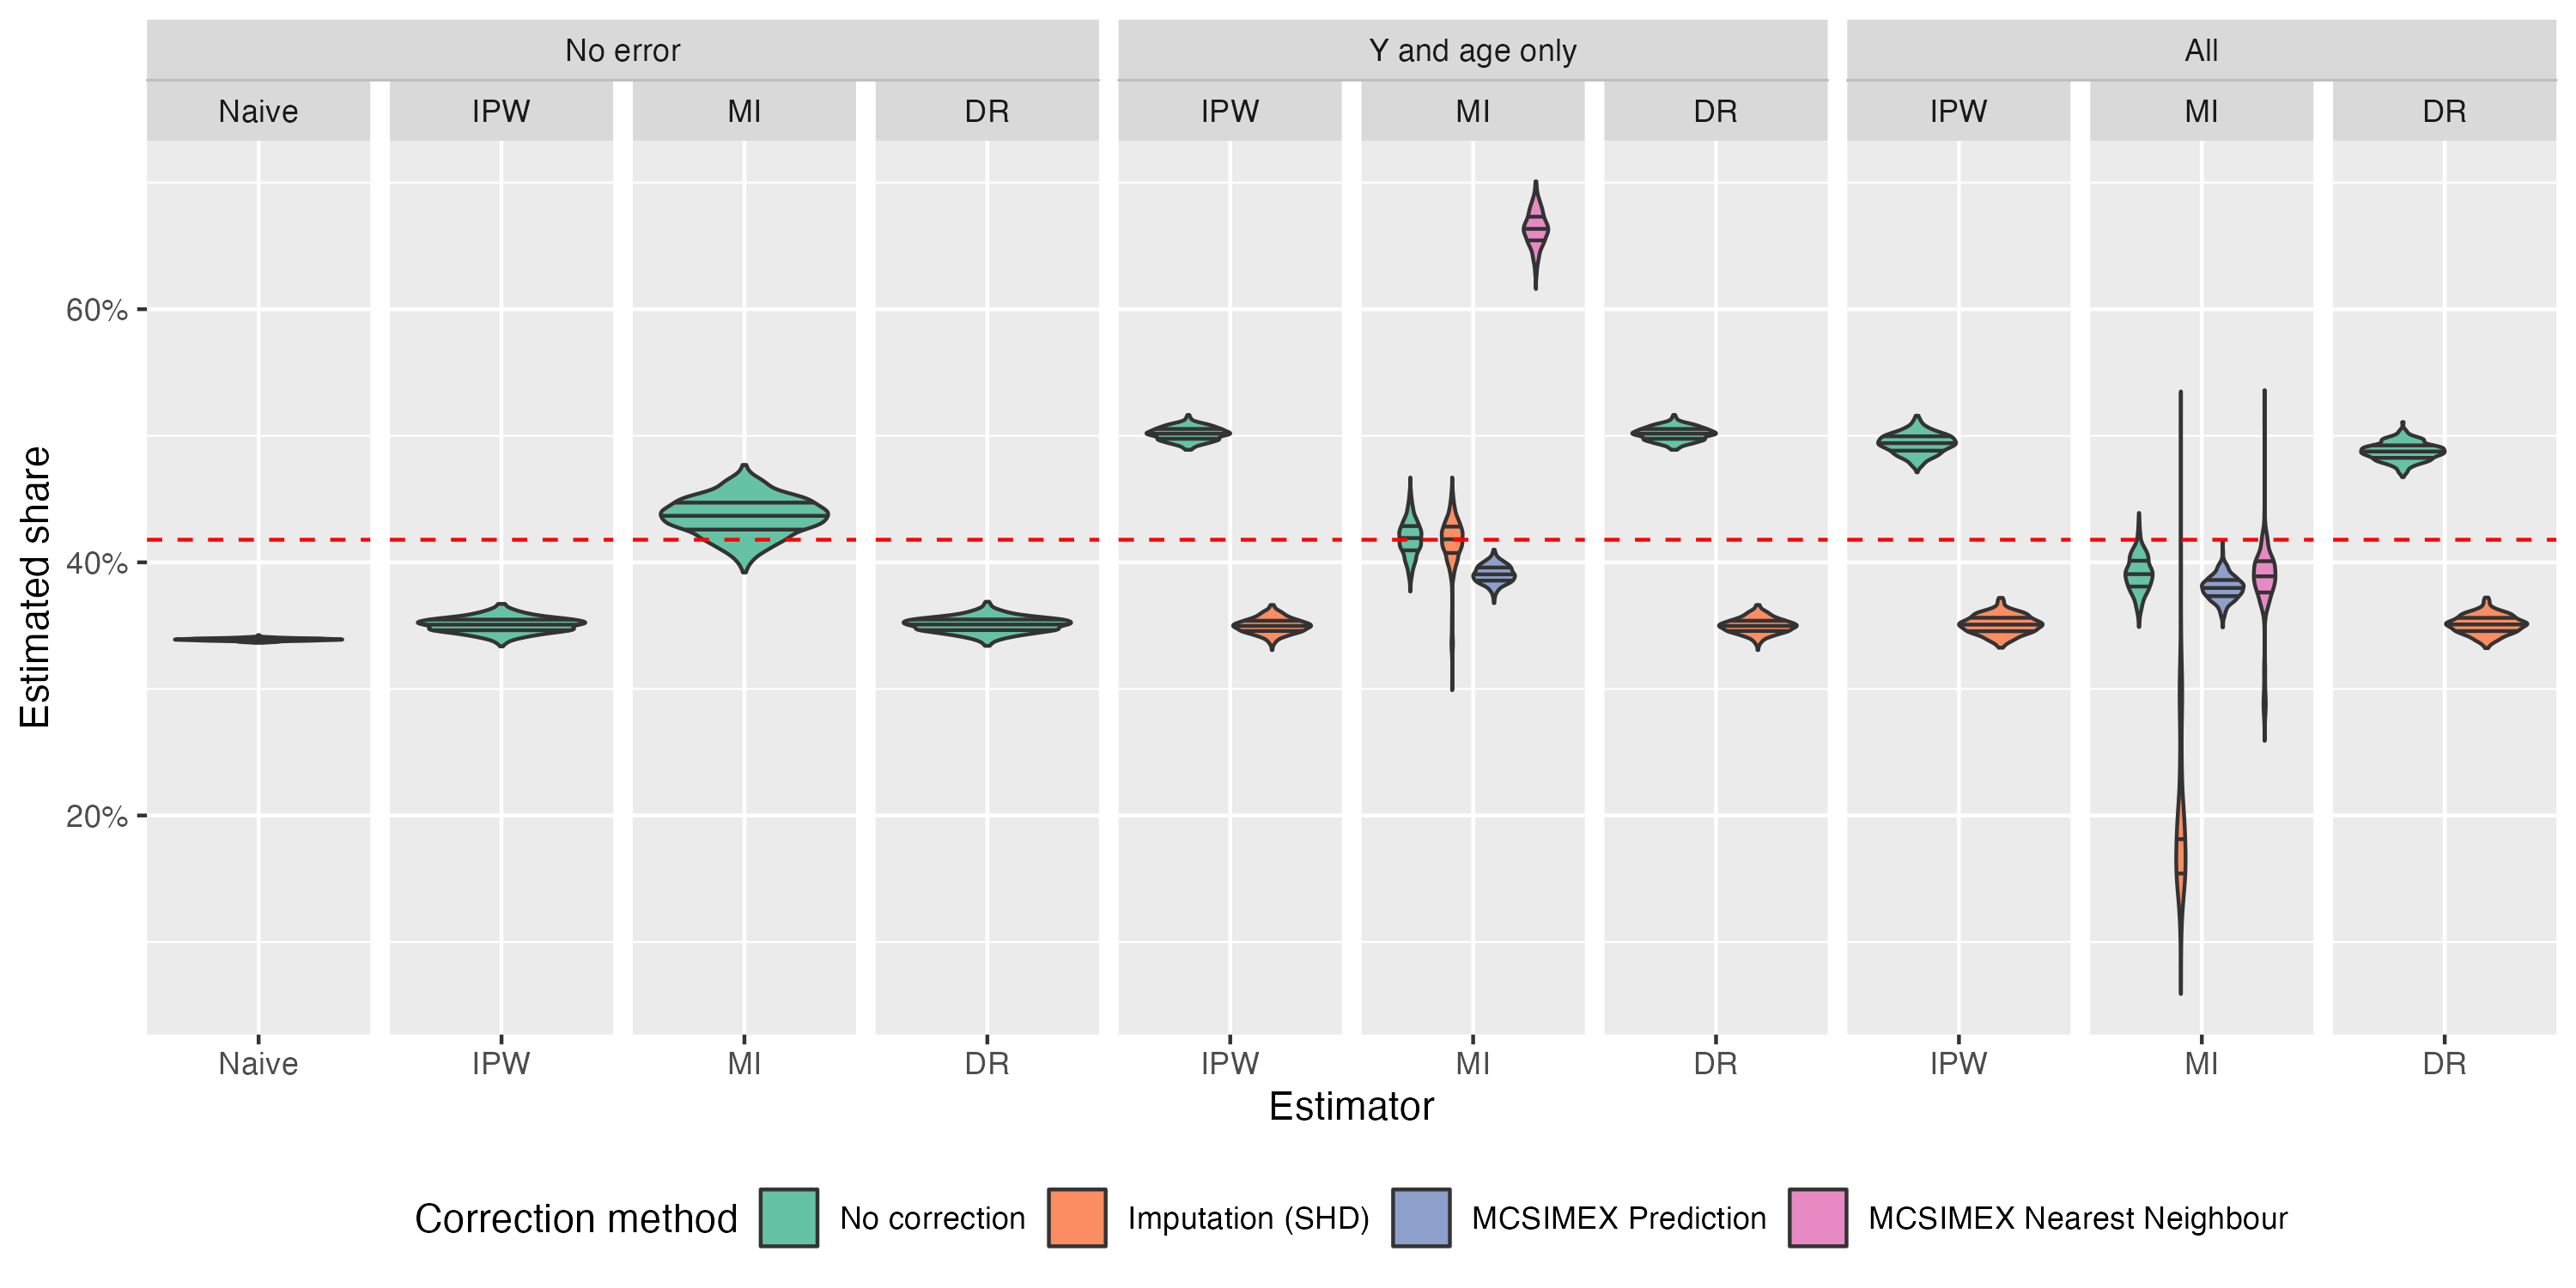 No error Y and age only All
Naive IPW MI DR IPW MI DR IPW MI DR
Estimated share
60%
40%
20%
Naive IPW MI DR IPW MI DR IPW MI DR
Estimator
Correction method No correction Imputation (SHD) MCSIMEX Prediction MCSIMEX Nearest Neighbour